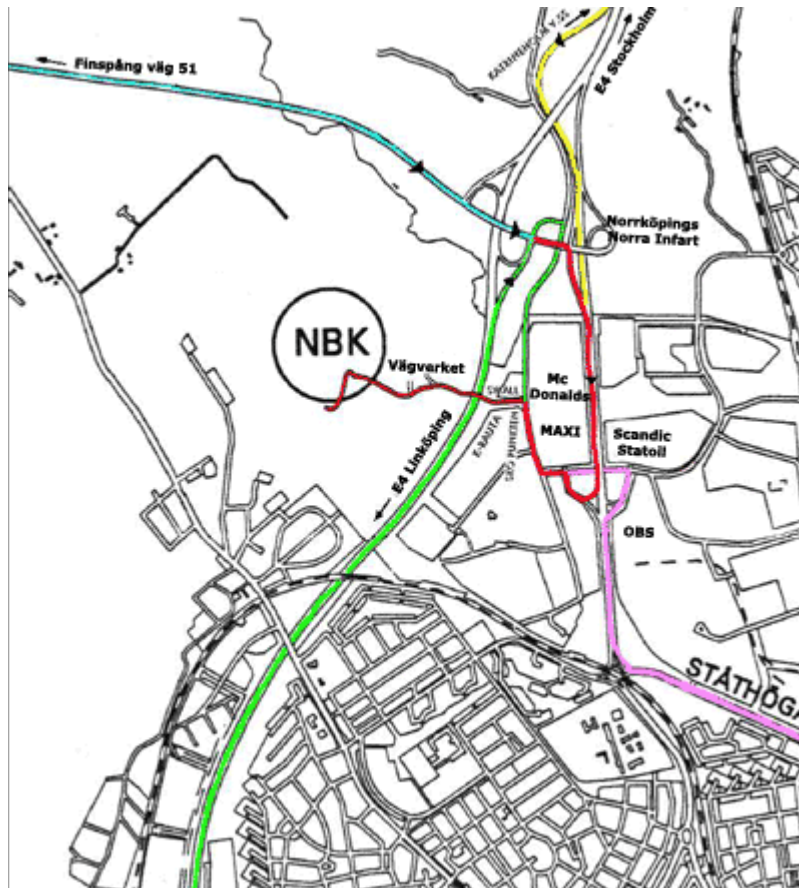 Finspång väg 51
E4 Stockholm
Norrköpings
Norra Infart
NBK
Vägverket
Mc
Donalds
MAXI
K-RAUTA
Scandic
Statoil
E4 Linköping
OBS
STÅTHÖGA